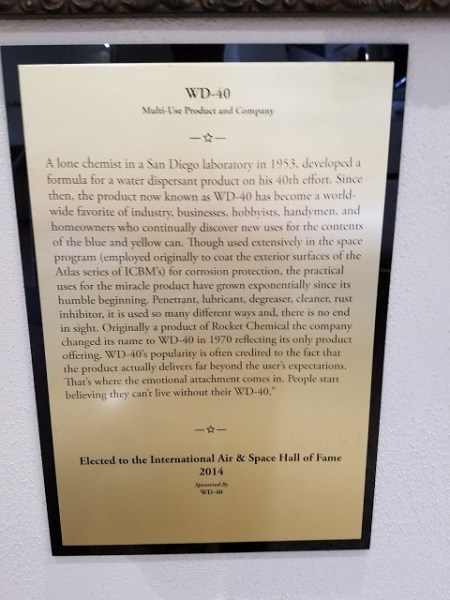 WD-40
Multi-Use Product and Company
A lone chemist in a San Diego laboratory in 1953, developed a
formula for a water dispersant product on his 40th effort. Since
then, the product now known as WD-40 has become a world-
wide favorite of industry, businesses, hobbyists, handymen, and
homeowners who continually discover new uses for the contents
of the blue and yellow can. Though used extensively in the space
program (employed originally to coat the exterior surfaces of the
Atlas series of ICBM's) for corrosion protection, the practical
uses for the miracle product have grown exponentially since its
humble beginning. Penetrant, lubricant, degreaser, cleaner, rust
inhibitor, it is used so many different ways and, there is no end
in sight. Originally a product of Rocket Chemical the company
changed its name to WD-40 in 1970 reflecting its only product
offering. WD-40's popularity is often credited to the fact that
the product actually delivers far beyond the user's expectations.
That's where the emotional attachment comes in. People start
believing they can't live without their WD-40."
Elected to the International Air & Space Hall of Fame
2014
Sponsored By
WD-40